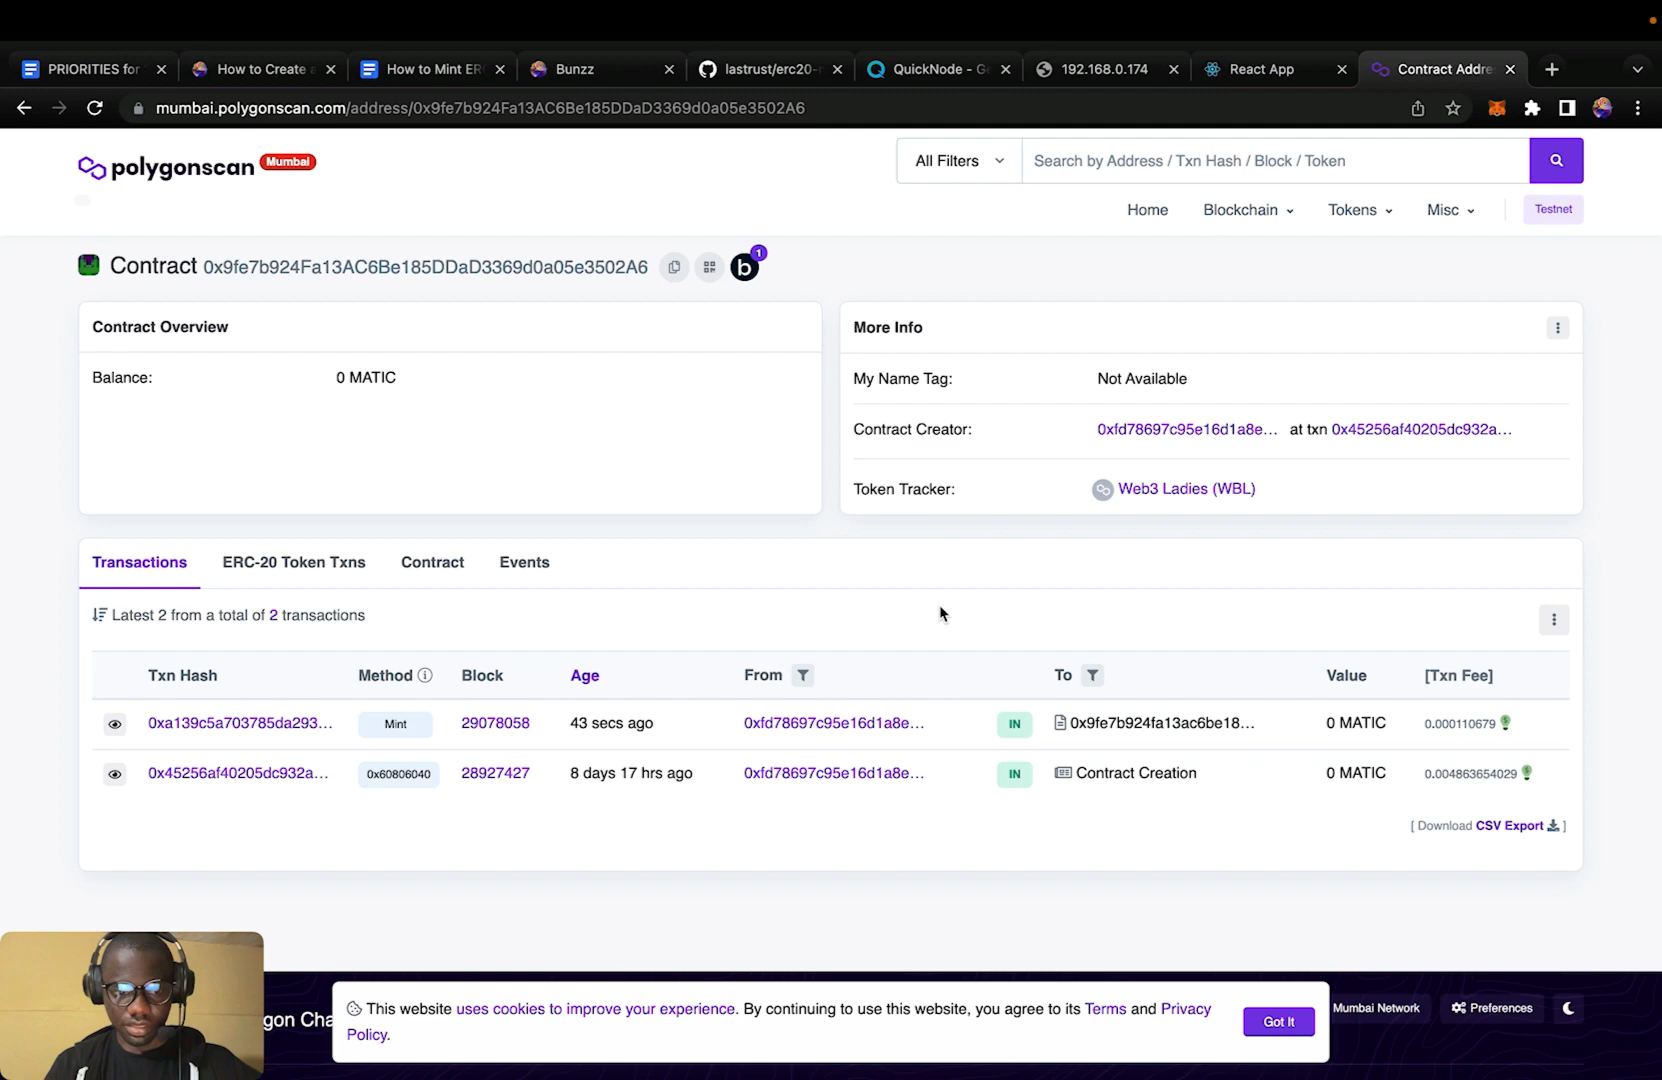 PRIORITIES for
How to Create a
How to Mint ER
Bunzz
lastrust/erc20-
QuickNode - Ge
192.168.0.174
React App
Contract Addre
mumbai.polygonscan.com/address/0x9fe7b924Fa13AC6Be185DDaD3369d0a05e3502A6
polygonscan Mumbai
All Filters
Search by Address / Txn Hash / Block / Token
Home Blockchain Tokens Misc Testnet
Contract 0x9fe7b924Fa13AC6Be185DDaD3369d0a05e3502A6 b 1
Contract Overview
Balance: 0 MATIC
More Info
My Name Tag: Not Available
Contract Creator: 0xfd78697c95e16d1a8e... at txn 0x45256af40205dc932a...
Token Tracker: Web3 Ladies (WBL)
Transactions ERC-20 Token Txns Contract Events
Latest 2 from a total of 2 transactions
Txn Hash Method Block Age From To Value [Txn Fee]
0xa139c5a703785da293... Mint 29078058 43 secs ago 0xfd78697c95e16d1a8e... IN 0x9fe7b924fa13ac6be18... 0 MATIC 0.000110679
0x45256af40205dc932a... 0x60806040 28927427 8 days 17 hrs ago 0xfd78697c95e16d1a8e... IN Contract Creation 0 MATIC 0.004863654029
[ Download CSV Export ]
gon Cha
This website uses cookies to improve your experience. By continuing to use this website, you agree to its Terms and Privacy
Policy.
Got It
Mumbai Network Preferences